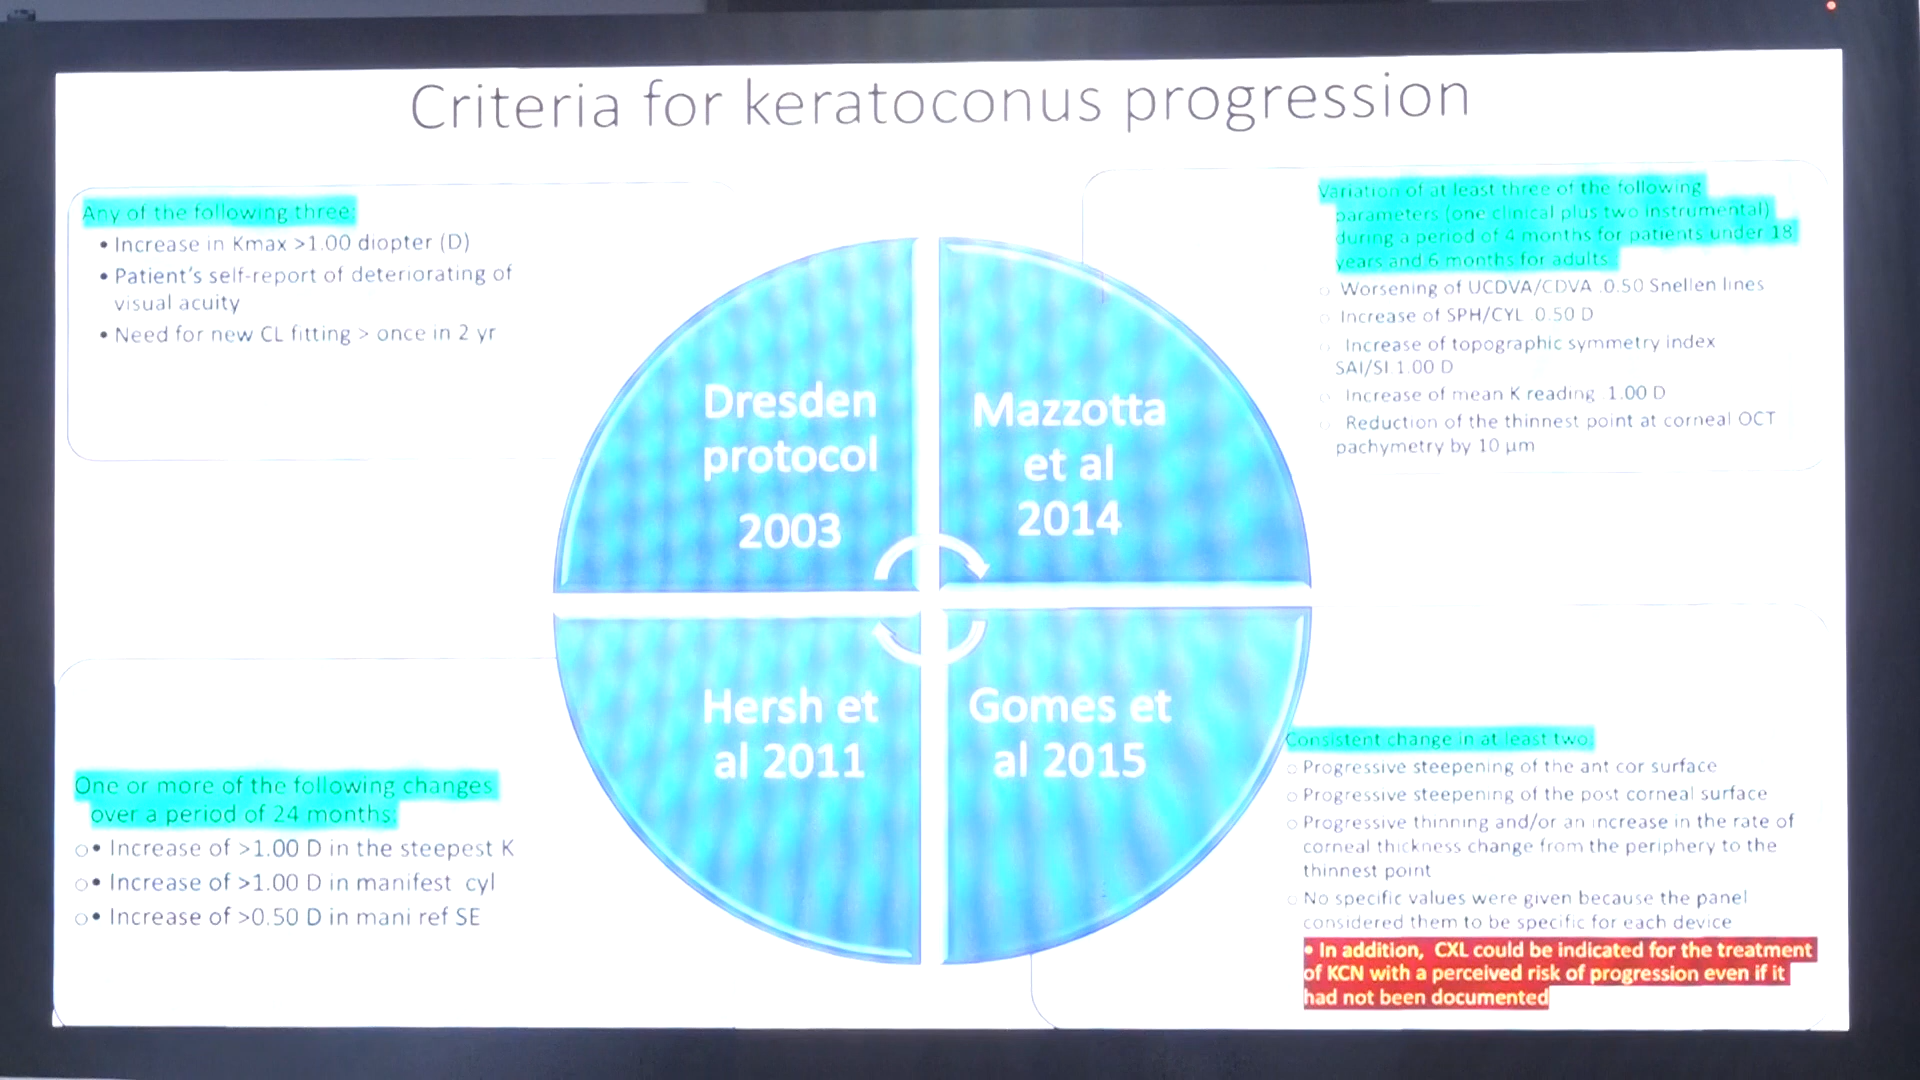 Criteria for keratoconus progression
Any of the following three:
• Increase in Kmax >1.00 diopter (D)
• Patient's self-report of deteriorating of
visual acuity
• Need for new CL fitting > once in 2 yr
Variation of at least three of the following
parameters (one clinical plus two instrumental)
during a period of 4 months for patients under 18
years and 6 months for adults:
○ Worsening of UCDVA/CDVA .0.50 Snellen lines
○ Increase of SPH/CYL 0.50 D
○ Increase of topographic symmetry index
SAI/SI 1.00 D
○ Increase of mean K reading 1.00 D
○ Reduction of the thinnest point at corneal OCT
pachymetry by 10 µm
Dresden
protocol
2003
Mazzotta
et al
2014
Hersh et
al 2011
Gomes et
al 2015
One or more of the following changes
over a period of 24 months:
○• Increase of >1.00 D in the steepest K
○• Increase of >1.00 D in manifest cyl
○• Increase of >0.50 D in mani ref SE
Consistent change in at least two:
○ Progressive steepening of the ant cor surface
○ Progressive steepening of the post corneal surface
○ Progressive thinning and/or an increase in the rate of
corneal thickness change from the periphery to the
thinnest point
○ No specific values were given because the panel
considered them to be specific for each device
• In addition, CXL could be indicated for the treatment
of KCN with a perceived risk of progression even if it
had not been documented